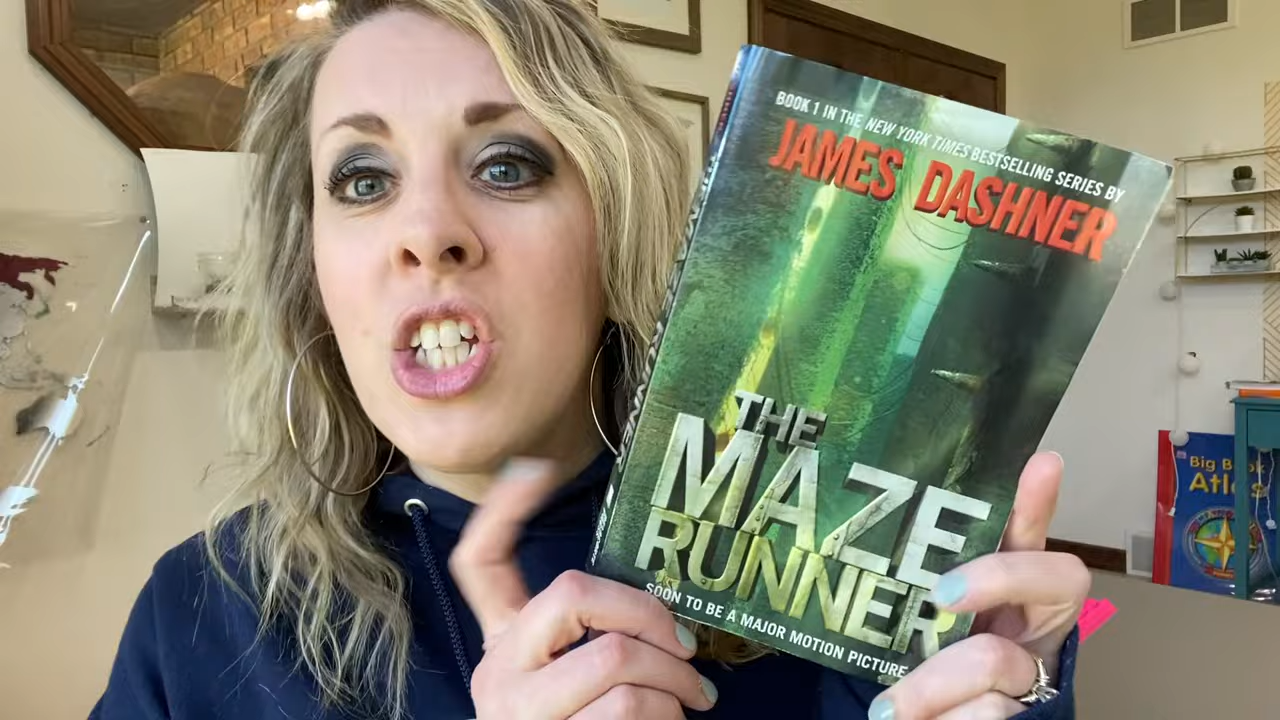 BOOK 1 IN THE NEW YORK TIMES BESTSELLING SERIES BY
JAMES DASHNER
THE
MAZE
RUNNER
SOON TO BE A MAJOR MOTION PICTURE
Big Book
Atlas